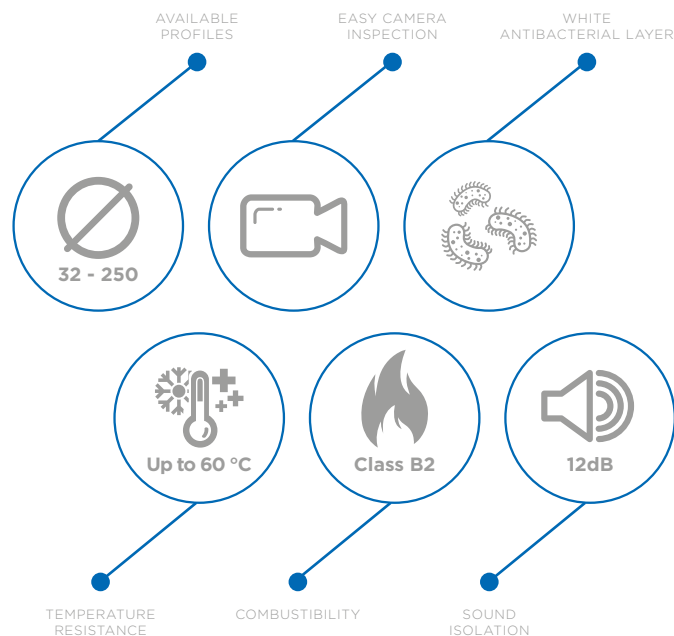 AVAILABLE
PROFILES
EASY CAMERA
INSPECTION
WHITE
ANTIBACTERIAL LAYER
32 - 250
Up to 60 °C
Class B2
12dB
TEMPERATURE
RESISTANCE
COMBUSTIBILITY
SOUND
ISOLATION